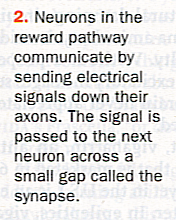 2. Neurons in the
reward pathway
communicate by
sending electrical
signals down their
axons. The signal is
passed to the next
neuron across a
small gap called the
synapse.